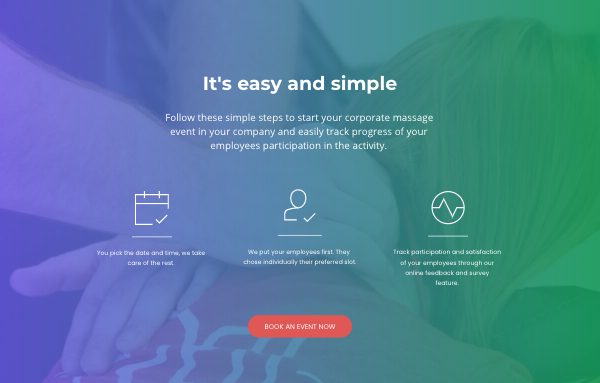 It's easy and simple
Follow these simple steps to start your corporate massage
event in your company and easily track progress of your
employees participation in the activity.
You pick the date and time, we take
care of the rest.
We put your employees first. They
chose individually their preferred slot.
Track participation and satisfaction
of your employees through our
online feedback and survey
feature.
BOOK AN EVENT NOW